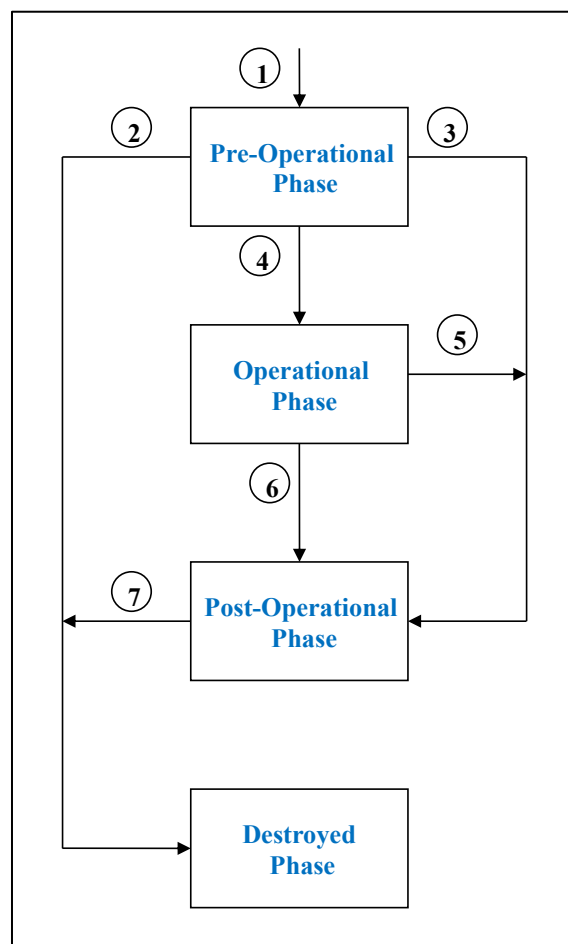 1
2
3
Pre-Operational
Phase
4
5
Operational
Phase
6
7
Post-Operational
Phase
Destroyed
Phase